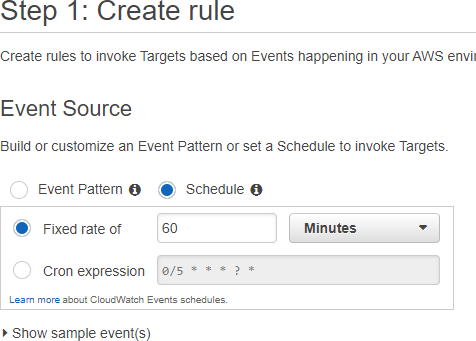 Step 1: Create rule
Create rules to invoke Targets based on Events happening in your AWS
Event Source
Build or customize an Event Pattern or set a Schedule to invoke Targets.
Event Pattern Schedule
Fixed rate of 60 Minutes
Cron expression 0/5 * * * ? *
Learn more about CloudWatch Events schedules.
Show sample event(s)